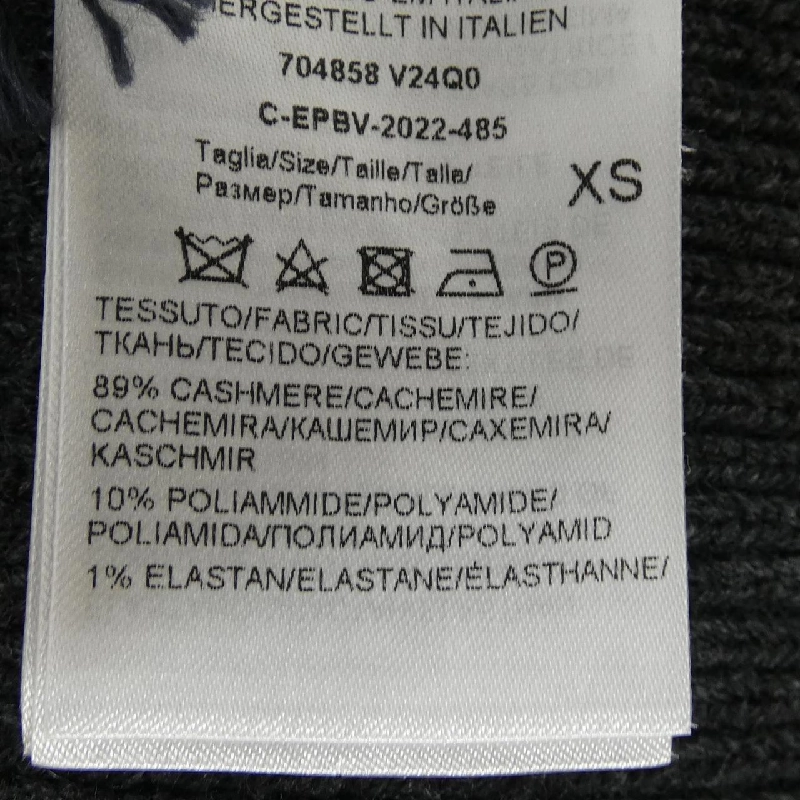 HERGESTELLT IN ITALIEN
704858 V24Q0
C-EPBV-2022-485
Taglia/Size/Taille/Talla/
Размер/Tamanho/Größe
XS
P
TESSUTO/FABRIC/TISSU/TEJIDO/
ТКАНЬ/TECIDO/GEWEBE:
89% CASHMERE/CACHEMIRE/
CACHEMIRA/КАШЕМИР/CAXEMIRA/
KASCHMIR
10% POLIAMMIDE/POLYAMIDE/
POLIAMIDA/ПОЛИАМИД/POLYAMID
1% ELASTAN/ELASTANE/ÉLASTHANNE/